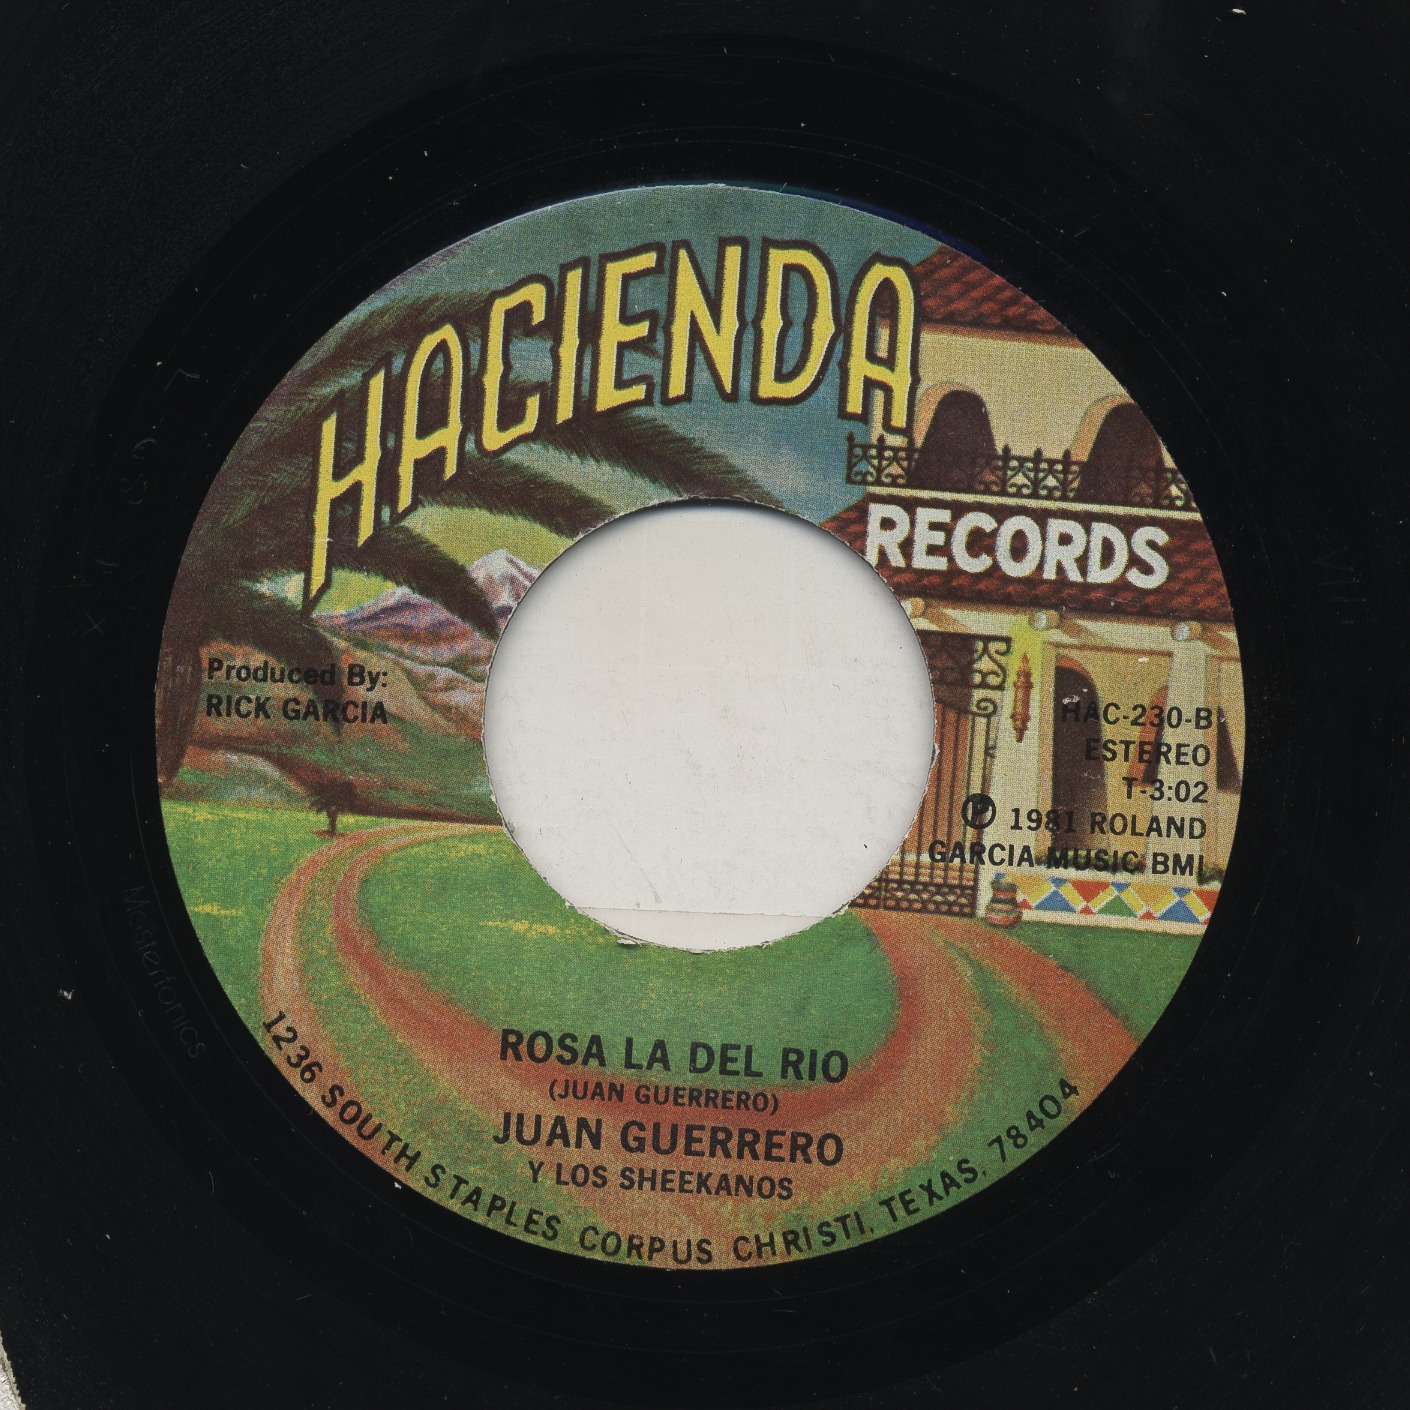 HACIENDA
RECORDS
Produced By:
RICK GARCIA
HAC-230-B
ESTEREO
T-3:02
Ⓟ 1981 ROLAND
GARCIA MUSIC BMI
ROSA LA DEL RIO
(JUAN GUERRERO)
JUAN GUERRERO
Y LOS SHEEKANOS
1236 SOUTH STAPLES CORPUS CHRISTI, TEXAS, 78404
Mastertonics